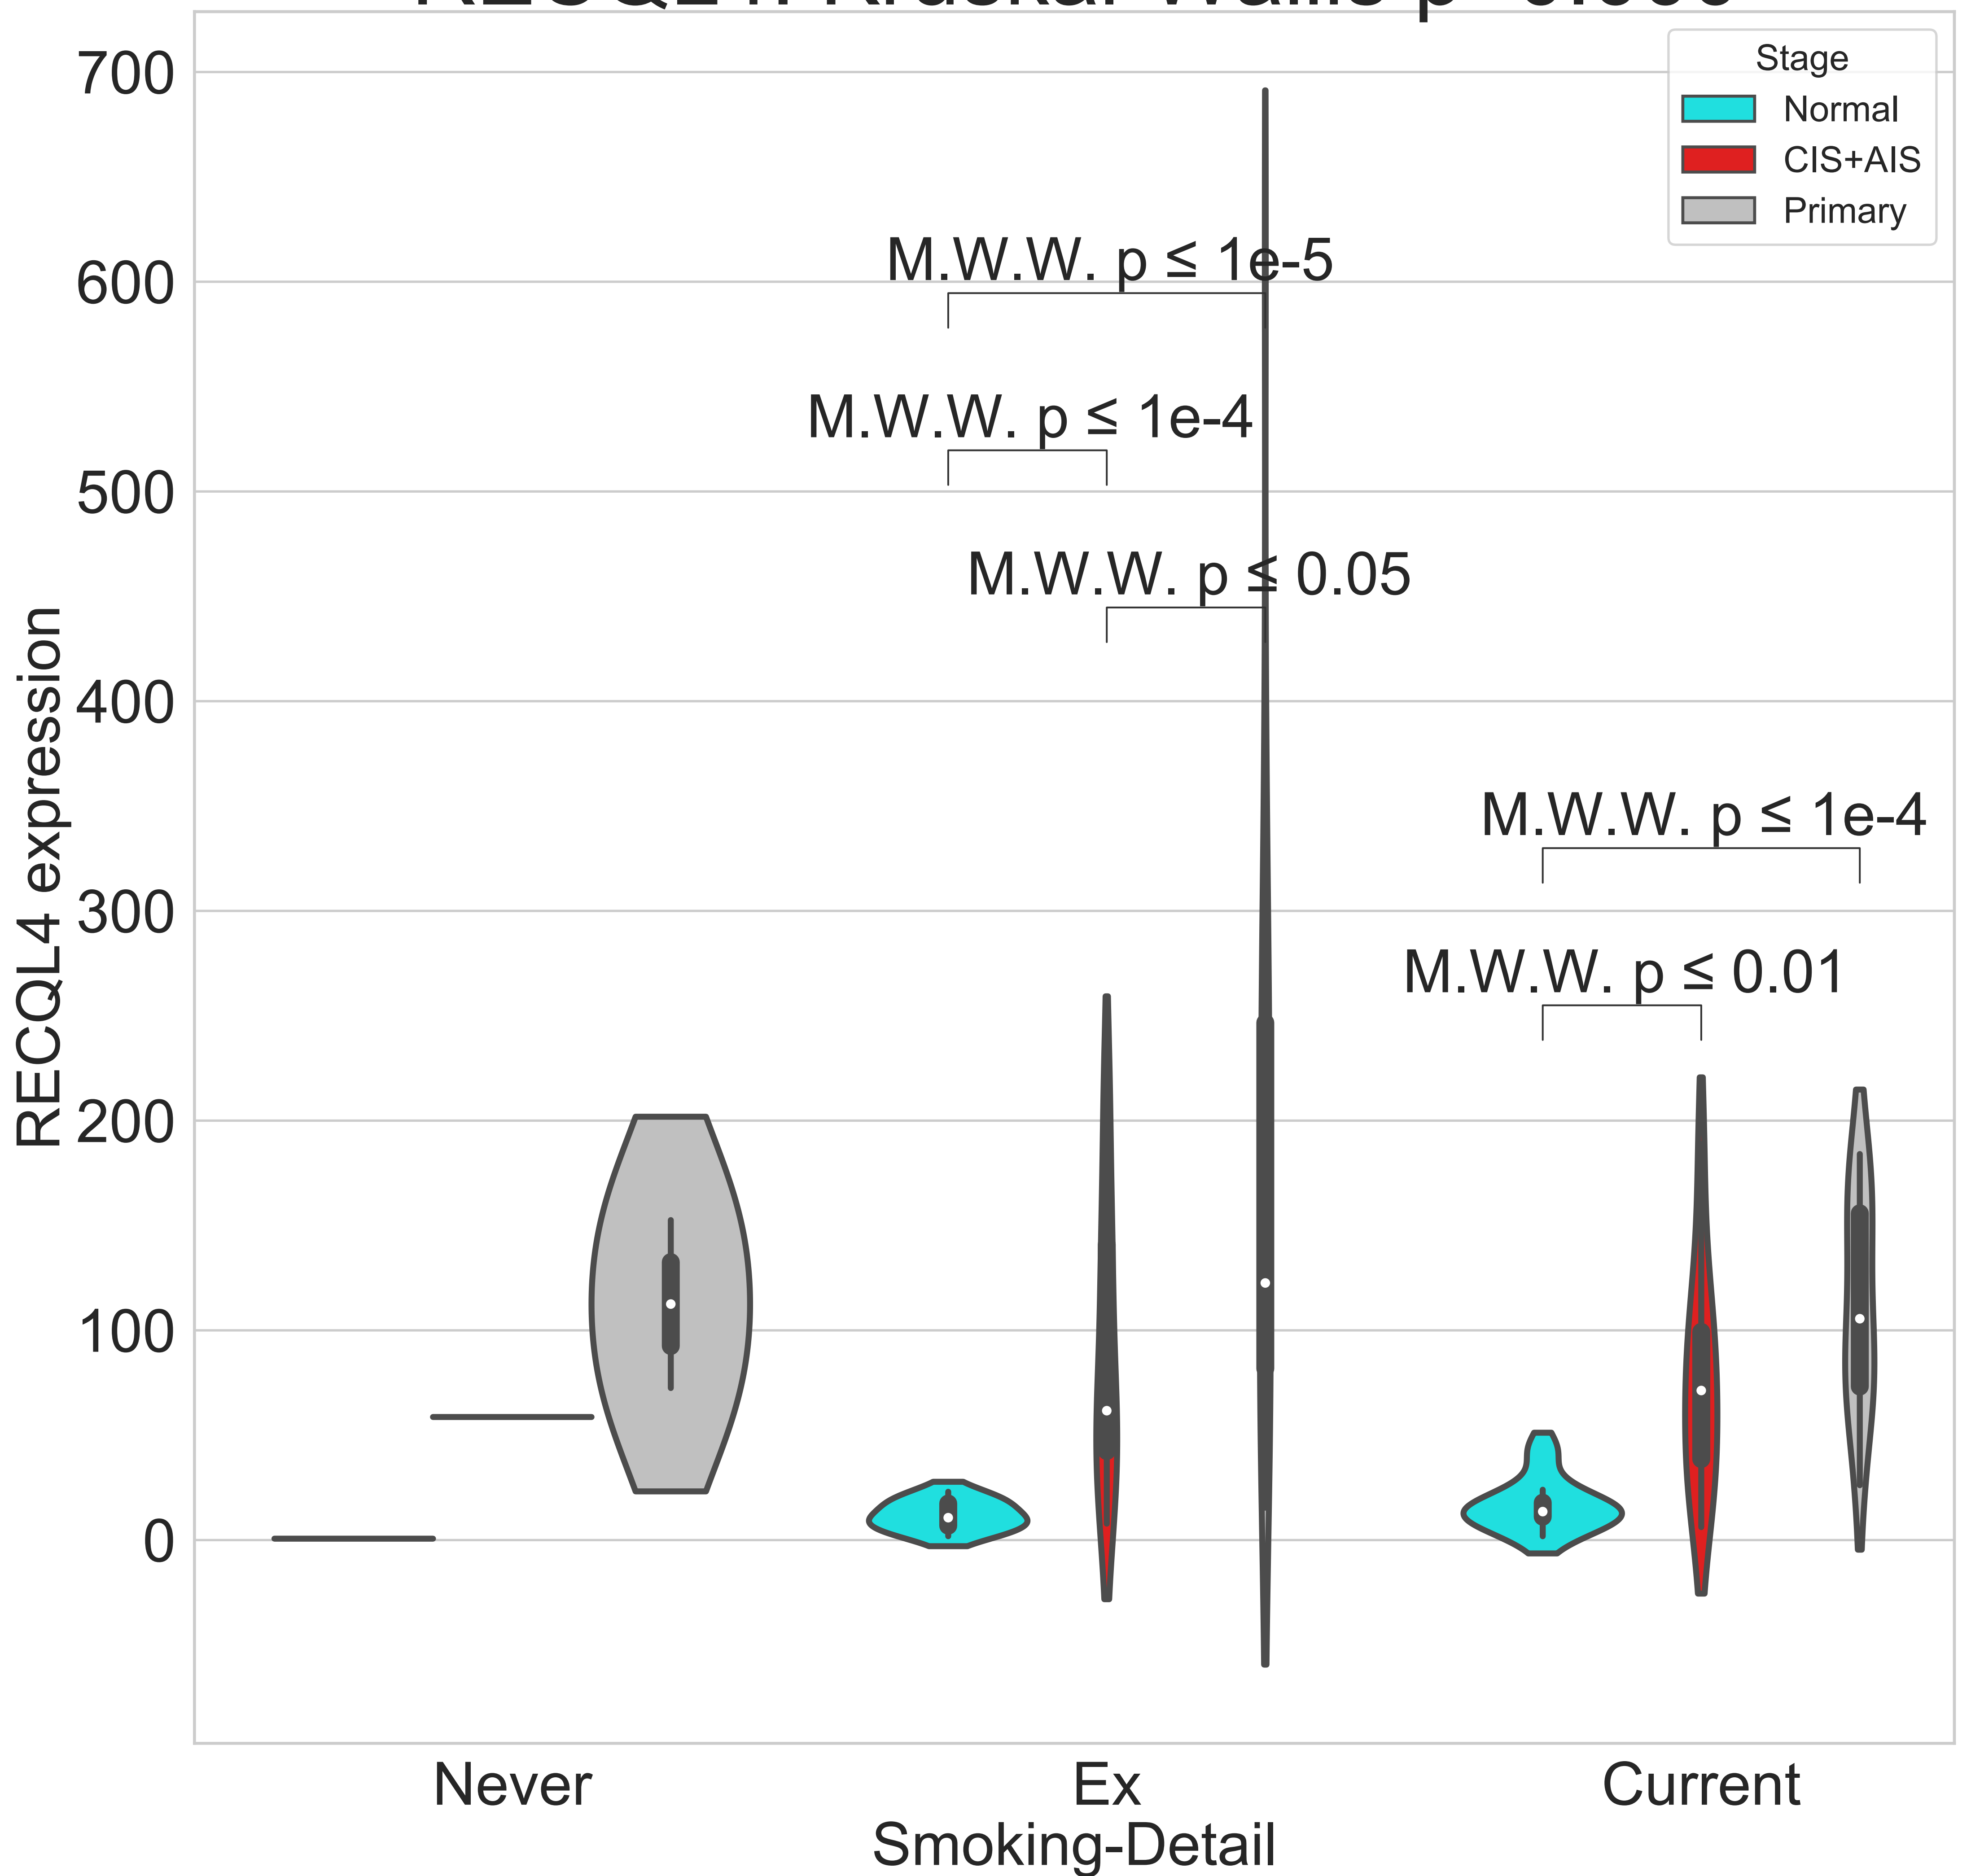 700
600
500
400
300
200
100
0
RECQL4 expression
Stage
Normal
CIS+AIS
Primary
M.W.W. p ≤ 1e-5
M.W.W. p ≤ 1e-4
M.W.W. p ≤ 0.05
M.W.W. p ≤ 1e-4
M.W.W. p ≤ 0.01
Never
Ex
Current
Smoking-Detail